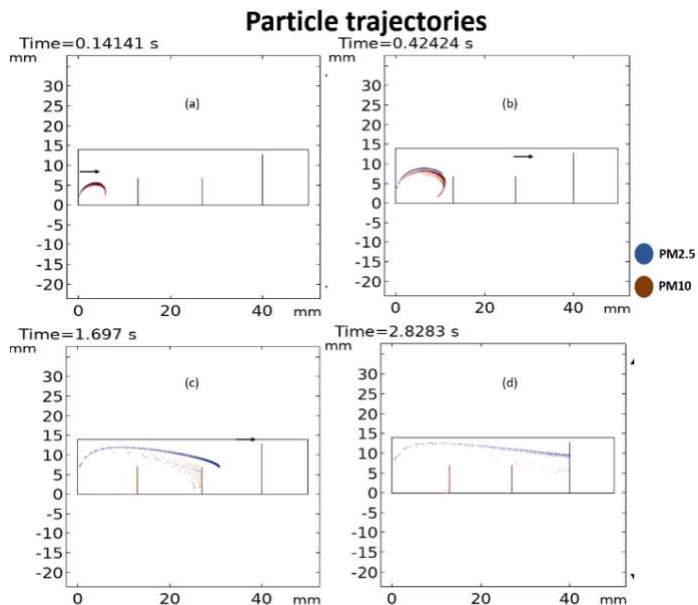 Particle trajectories
Time=0.14141 s
mm
(a)
30
25
20
15
10
5
0
-5
-10
-15
-20
0 20 40 mm
Time=0.42424 s
mm
(b)
30
25
20
15
10
5
0
-5
-10
-15
-20
0 20 40 mm
PM2.5
PM10
Time=1.697 s
mm
(c)
30
25
20
15
10
5
0
-5
-10
-15
-20
0 20 40 mm
Time=2.8283 s
mm
(d)
30
25
20
15
10
5
0
-5
-10
-15
-20
0 20 40 mm